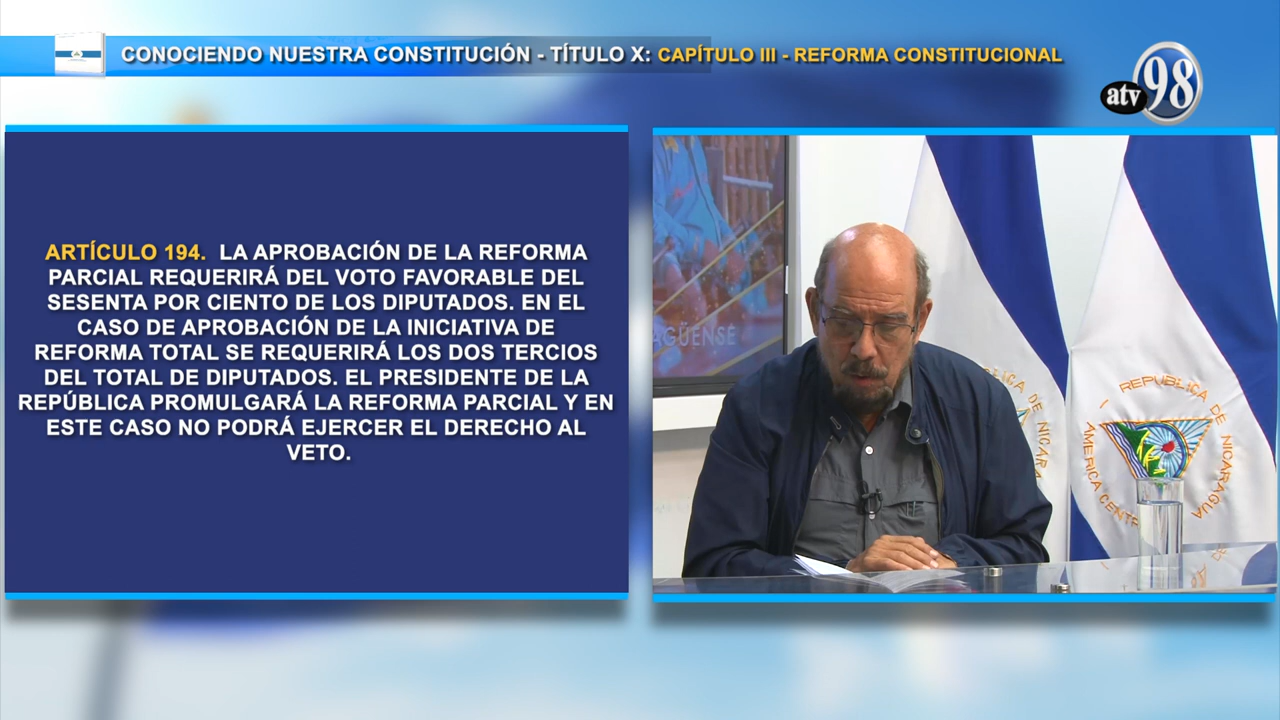 CONOCIENDO NUESTRA CONSTITUCIÓN - TÍTULO X: CAPÍTULO III - REFORMA CONSTITUCIONAL
atv 98
ARTÍCULO 194. LA APROBACIÓN DE LA REFORMA
PARCIAL REQUERIRÁ DEL VOTO FAVORABLE DEL
SESENTA POR CIENTO DE LOS DIPUTADOS. EN EL
CASO DE APROBACIÓN DE LA INICIATIVA DE
REFORMA TOTAL SE REQUERIRÁ LOS DOS TERCIOS
DEL TOTAL DE DIPUTADOS. EL PRESIDENTE DE LA
REPÚBLICA PROMULGARÁ LA REFORMA PARCIAL Y EN
ESTE CASO NO PODRÁ EJERCER EL DERECHO AL
VETO.
AGÜENSE
REPUBLICA DE NICARAGUA
AMERICA CENT